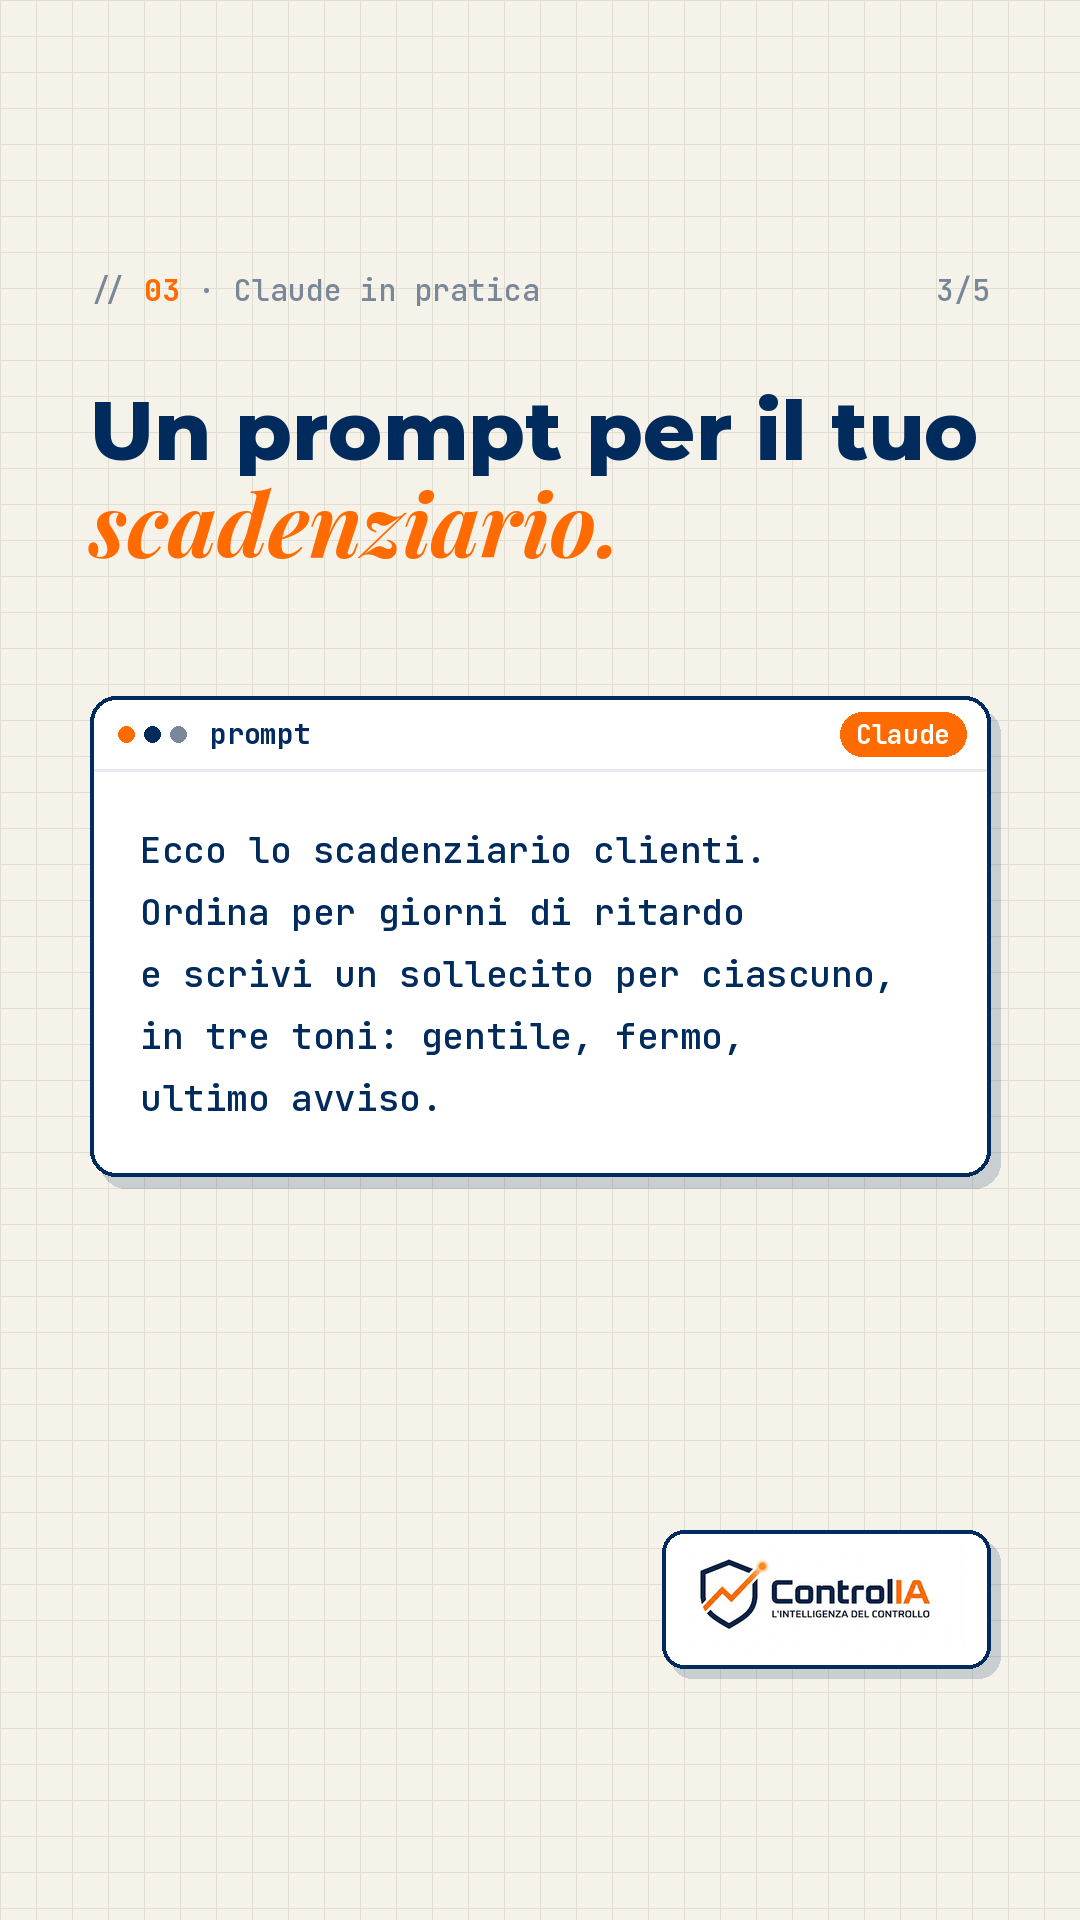 // 03 · Claude in pratica 3/5
Un prompt per il tuo
scadenziario.
prompt Claude
Ecco lo scadenziario clienti.
Ordina per giorni di ritardo
e scrivi un sollecito per ciascuno,
in tre toni: gentile, fermo,
ultimo avviso.
ControlIA
L'INTELLIGENZA DEL CONTROLLO